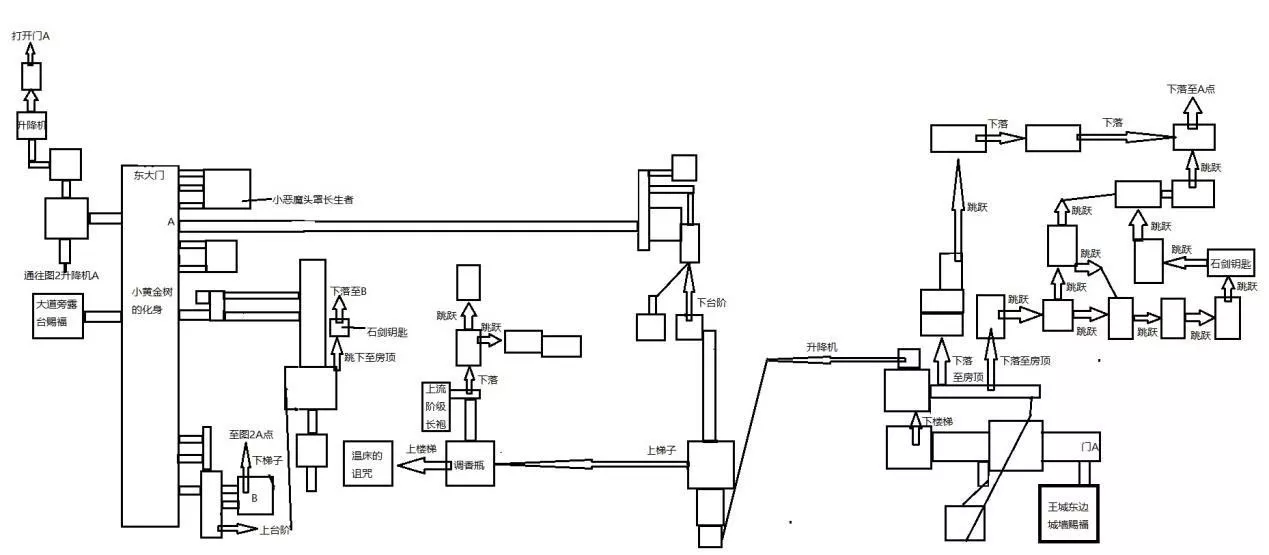 打开门A
升降机
通往图2升降机A
大道旁露
台赐福
东大门
A
小黄金树
的化身
小恶魔头罩长生者
下落至B
石剑钥匙
跳下至房顶
至图2A点
下梯子
B
上台阶
跳跃
跳跃
下落
上流
阶级
长袍
温床的
诅咒
上楼梯
调香瓶
上梯子
下台阶
升降机
下落
下落
下落至A点
跳跃
跳跃
跳跃
跳跃
跳跃
跳跃
石剑钥匙
跳跃
跳跃
跳跃
跳跃
跳跃
跳跃
下落
至房顶
下落至房顶
下楼梯
门A
王城东边
城墙赐福